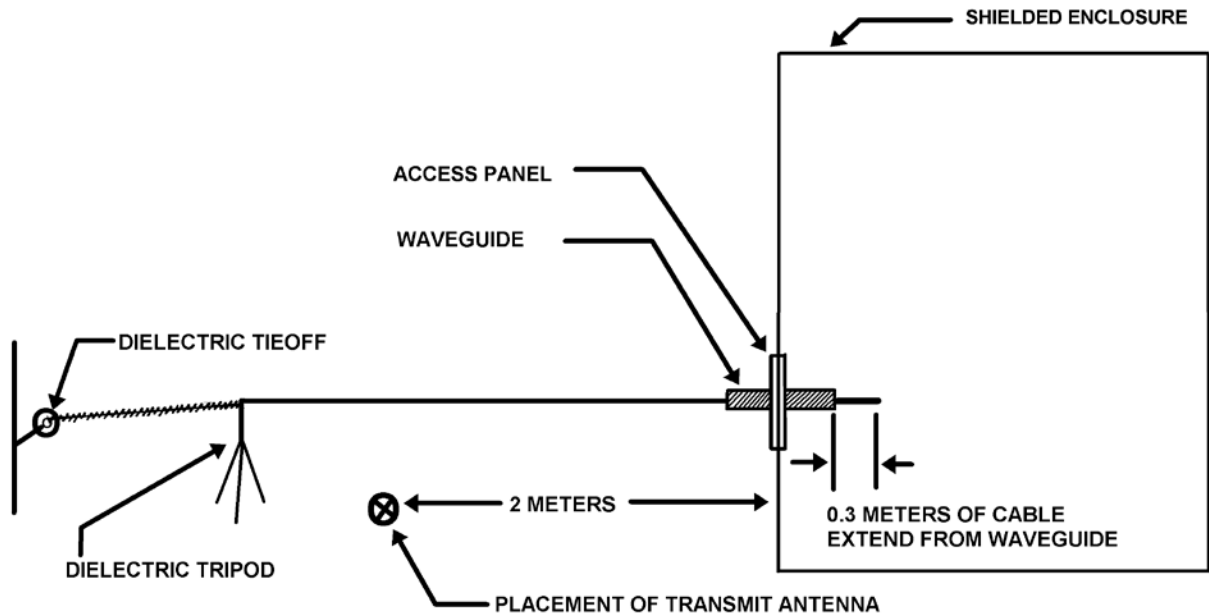 SHIELDED ENCLOSURE
ACCESS PANEL
WAVEGUIDE
DIELECTRIC TIEOFF
2 METERS
0.3 METERS OF CABLE
EXTEND FROM WAVEGUIDE
DIELECTRIC TRIPOD
PLACEMENT OF TRANSMIT ANTENNA